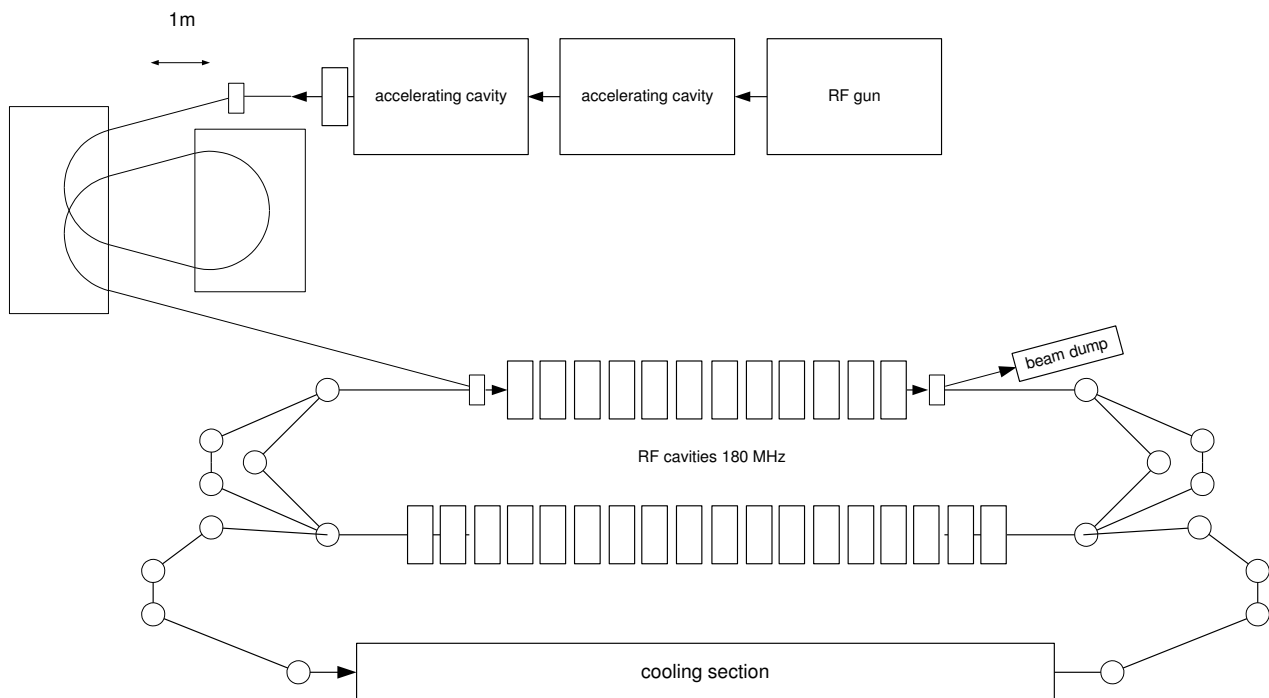 1m
accelerating cavity
accelerating cavity
RF gun
beam dump
RF cavities 180 MHz
cooling section